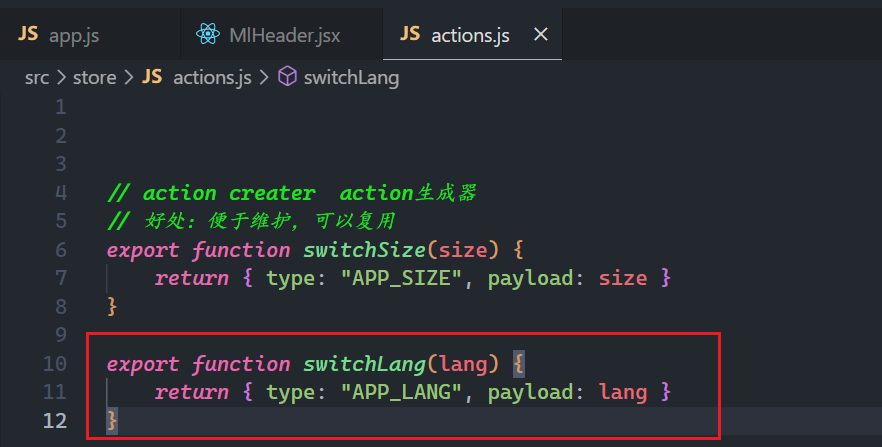 JS app.js MlHeader.jsx JS actions.js ×
src > store > JS actions.js > switchLang
1
2
3
4 // action creater action生成器
5 // 好处: 便于维护, 可以复用
6 export function switchSize(size) {
7 return { type: "APP_SIZE", payload: size }
8 }
9
10 export function switchLang(lang) {
11 return { type: "APP_LANG", payload: lang }
12 }